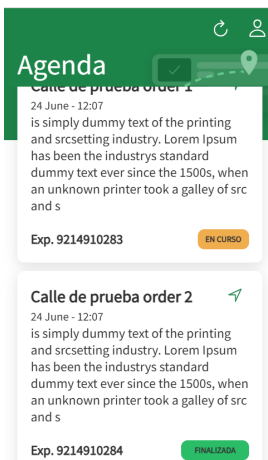 Agenda
Calle de prueba order 1
24 June - 12:07
is simply dummy text of the printing
and srcsetting industry. Lorem Ipsum
has been the industrys standard
dummy text ever since the 1500s, when
an unknown printer took a galley of src
and s
Exp. 9214910283
EN CURSO
Calle de prueba order 2
24 June - 12:07
is simply dummy text of the printing
and srcsetting industry. Lorem Ipsum
has been the industrys standard
dummy text ever since the 1500s, when
an unknown printer took a galley of src
and s
Exp. 9214910284
FINALIZADA